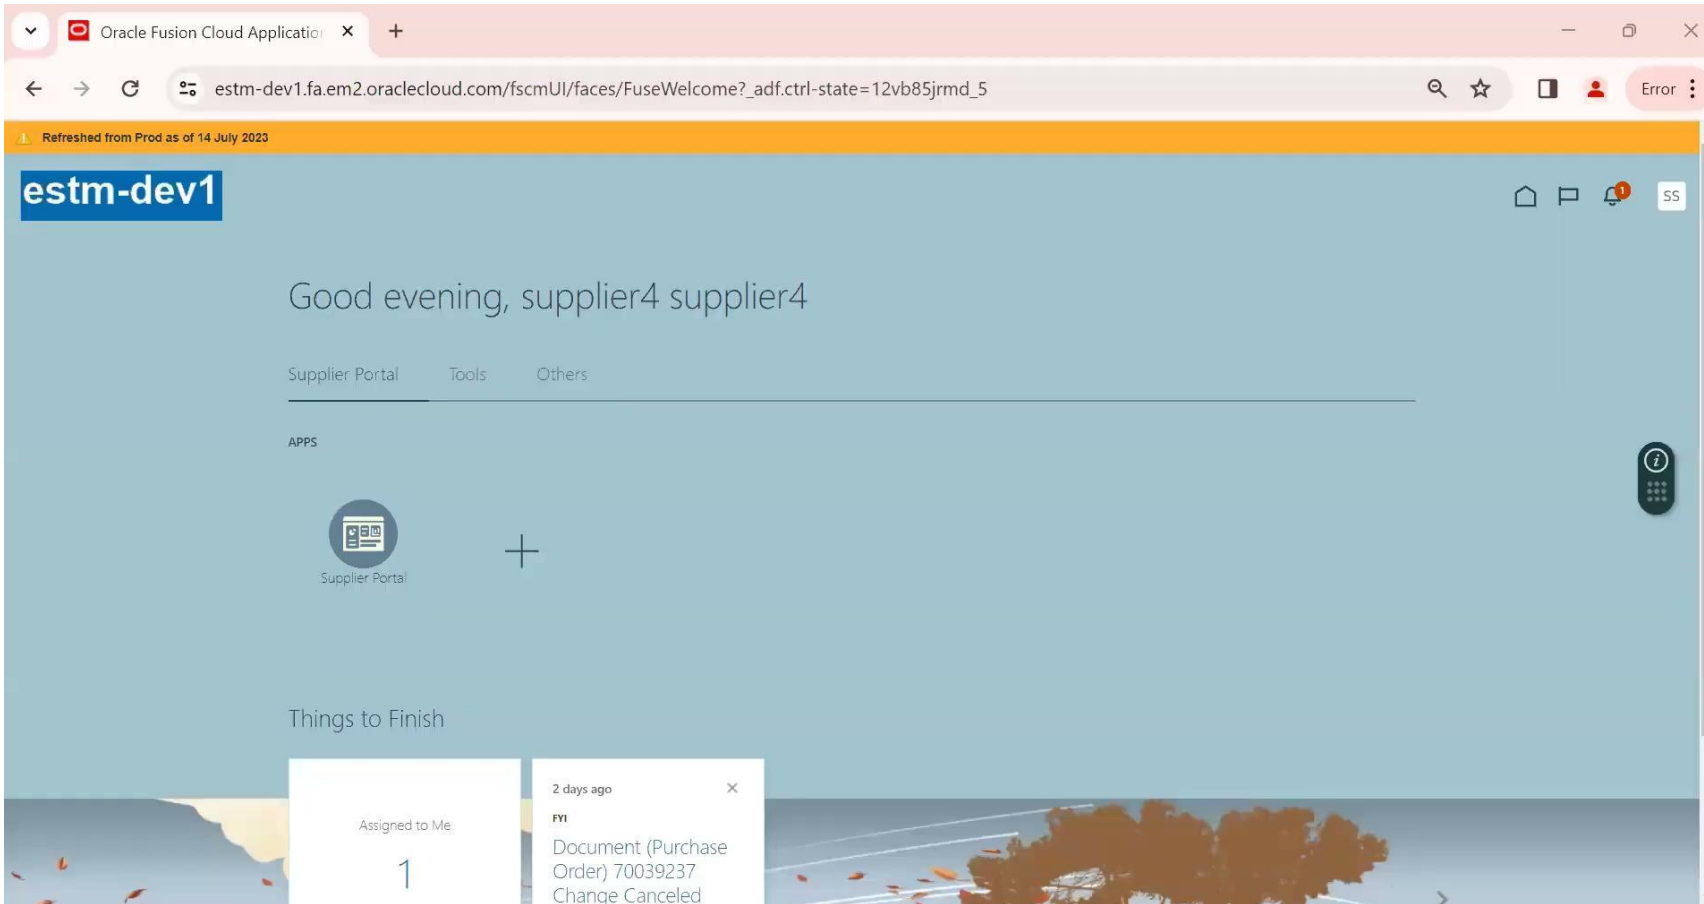 Oracle Fusion Cloud Applicatio
estm-dev1.fa.em2.oraclecloud.com/fscmUI/faces/FuseWelcome?_adf.ctrl-state=12vb85jrmd_5
Error
Refreshed from Prod as of 14 July 2023
estm-dev1
1
SS
Good evening, supplier4 supplier4
Supplier Portal Tools Others
APPS
Supplier Portal
Things to Finish
Assigned to Me
1
2 days ago
FYI
Document (Purchase
Order) 70039237
Change Canceled